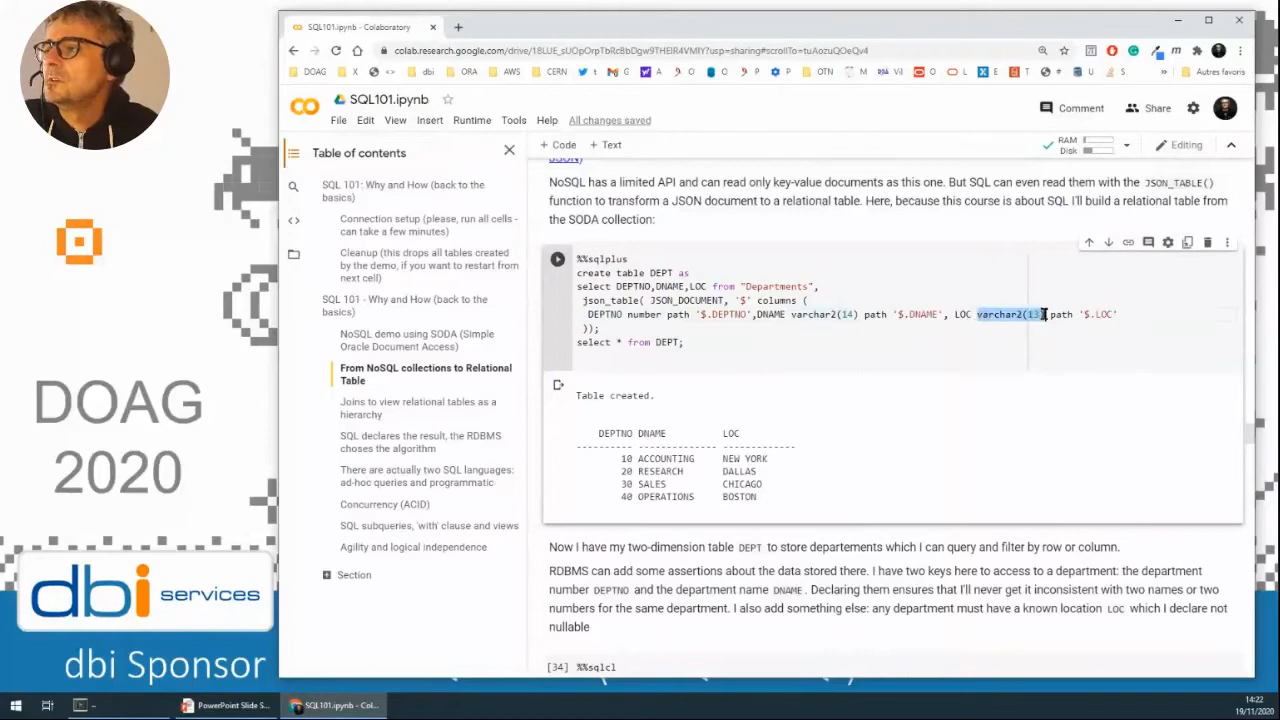 SQL101.ipynb - Colaboratory
colab.research.google.com/drive/18LUE_sUOpOrpTbRc8bDgw9THElR4VMlY?usp=sharing#scrollTo=tuAozuQOeQv4
DOAG X <> dbi ORA AWS CERN t G A O O P OTN M Vil O L E T # U S Autres favoris
SQL101.ipynb
Comment Share
File Edit View Insert Runtime Tools Help All changes saved
Table of contents
SQL 101: Why and How (back to the
basics)
Connection setup (please, run all cells -
can take a few minutes)
Cleanup (this drops all tables created
by the demo, if you want to restart from
next cell)
SQL 101 - Why and How (back to the
basics)
NoSQL demo using SODA (Simple
Oracle Document Access)
From NoSQL collections to Relational
Table
Joins to view relational tables as a
hierarchy
SQL declares the result, the RDBMS
choses the algorithm
There are actually two SQL languages:
ad-hoc queries and programmatic
Concurrency (ACID)
SQL subqueries, 'with' clause and views
Agility and logical independence
Section
+ Code + Text
RAM
Disk
Editing
JSON)
NoSQL has a limited API and can read only key-value documents as this one. But SQL can even read them with the JSON_TABLE()
function to transform a JSON document to a relational table. Here, because this course is about SQL I'll build a relational table from
the SODA collection:
%%sqlplus
create table DEPT as
select DEPTNO,DNAME,LOC from "Departments",
json_table( JSON_DOCUMENT, '$' columns (
DEPTNO number path '$.DEPTNO',DNAME varchar2(14) path '$.DNAME', LOC varchar2(13) path '$.LOC'
));
select * from DEPT;
Table created.
DEPTNO DNAME LOC
---------- -------------- -------------
10 ACCOUNTING NEW YORK
20 RESEARCH DALLAS
30 SALES CHICAGO
40 OPERATIONS BOSTON
Now I have my two-dimension table DEPT to store departements which I can query and filter by row or column.
RDBMS can add some assertions about the data stored there. I have two keys here to access to a department: the department
number DEPTNO and the department name DNAME. Declaring them ensures that I'll never get it inconsistent with two names or two
numbers for the same department. I also add something else: any department must have a known location LOC which I declare not
nullable
[34] %%sqlcl
DOAG
2020
dbi services
dbi Sponsor
PowerPoint Slide S...
SQL101.ipynb - Col...
14:22
19/11/2020